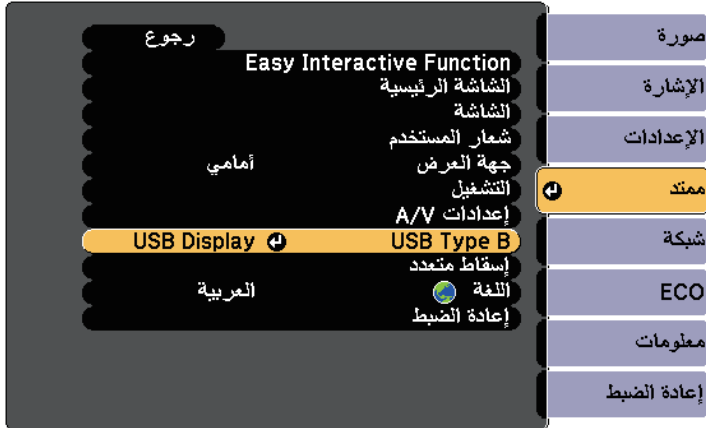 صورة
الإشارة
الإعدادات
ممتد
شبكة
ECO
معلومات
إعادة الضبط
رجوع
Easy Interactive Function
الشاشة الرئيسية
الشاشة
شعار المستخدم
جهة العرض أمامي
التشغيل
إعدادات A/V
USB Type B USB Display
إسقاط متعدد
اللغة العربية
إعادة الضبط